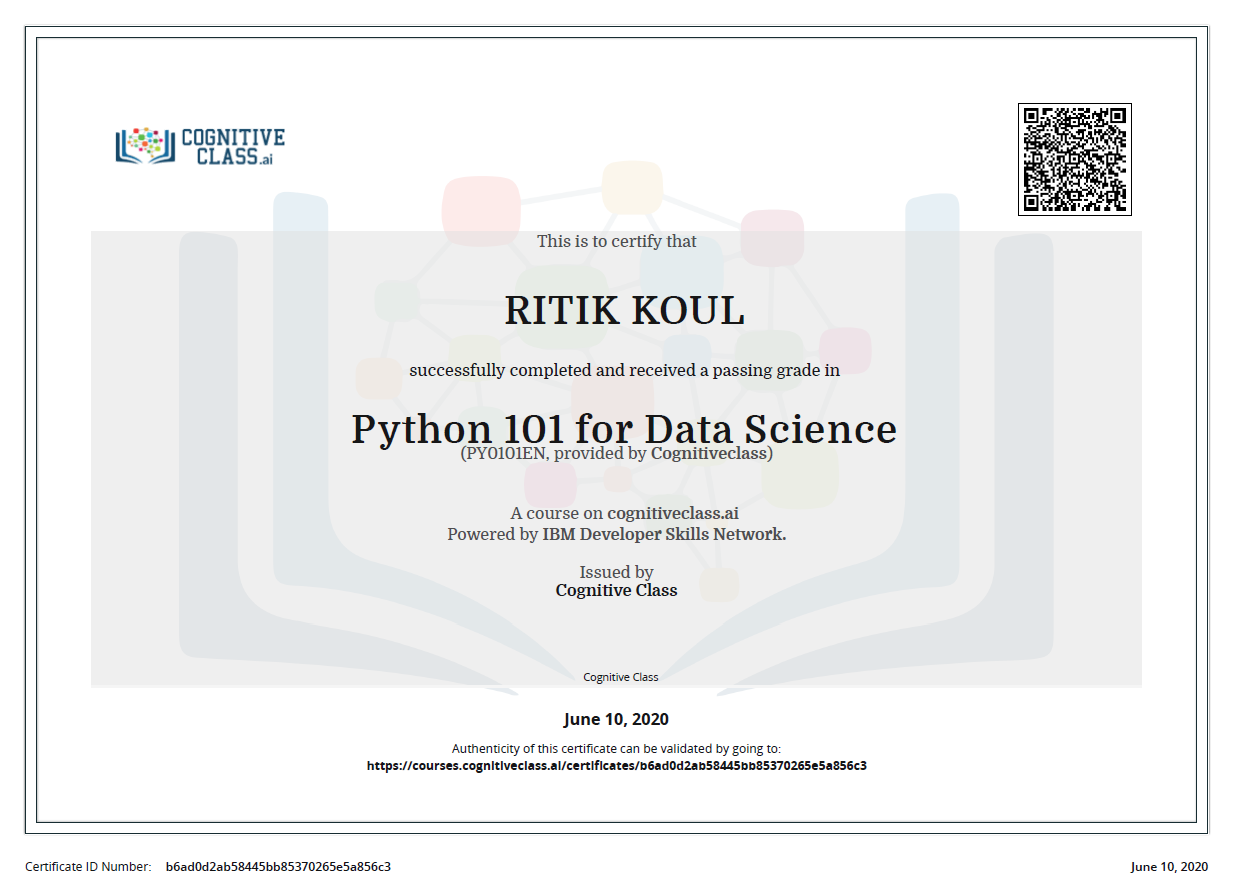 COGNITIVE
CLASS.ai
This is to certify that
RITIK KOUL
successfully completed and received a passing grade in
Python 101 for Data Science
(PY0101EN, provided by Cognitiveclass)
A course on cognitiveclass.ai
Powered by IBM Developer Skills Network.
Issued by
Cognitive Class
Cognitive Class
June 10, 2020
Authenticity of this certificate can be validated by going to:
https://courses.cognitiveclass.ai/certificates/b6ad0d2ab58445bb85370265e5a856c3
Certificate ID Number: b6ad0d2ab58445bb85370265e5a856c3
June 10, 2020